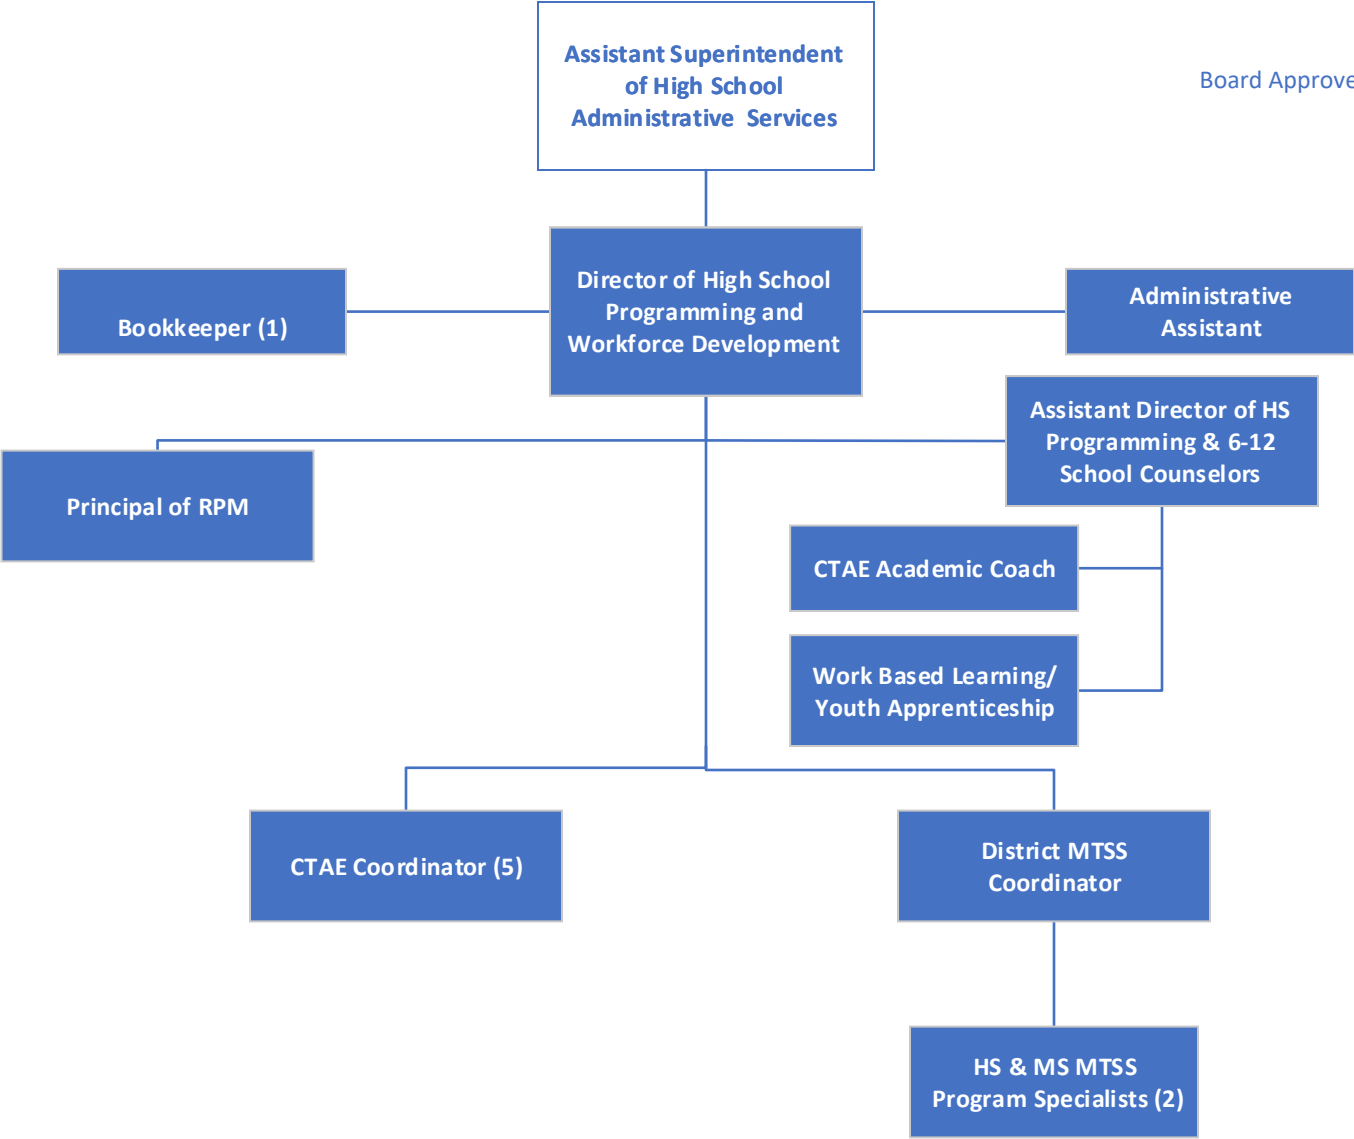 Assistant Superintendent
of High School
Administrative Services
Board Approve
Director of High School
Programming and
Workforce Development
Bookkeeper (1)
Administrative
Assistant
Assistant Director of HS
Programming & 6-12
School Counselors
Principal of RPM
CTAE Academic Coach
Work Based Learning/
Youth Apprenticeship
CTAE Coordinator (5)
District MTSS
Coordinator
HS & MS MTSS
Program Specialists (2)